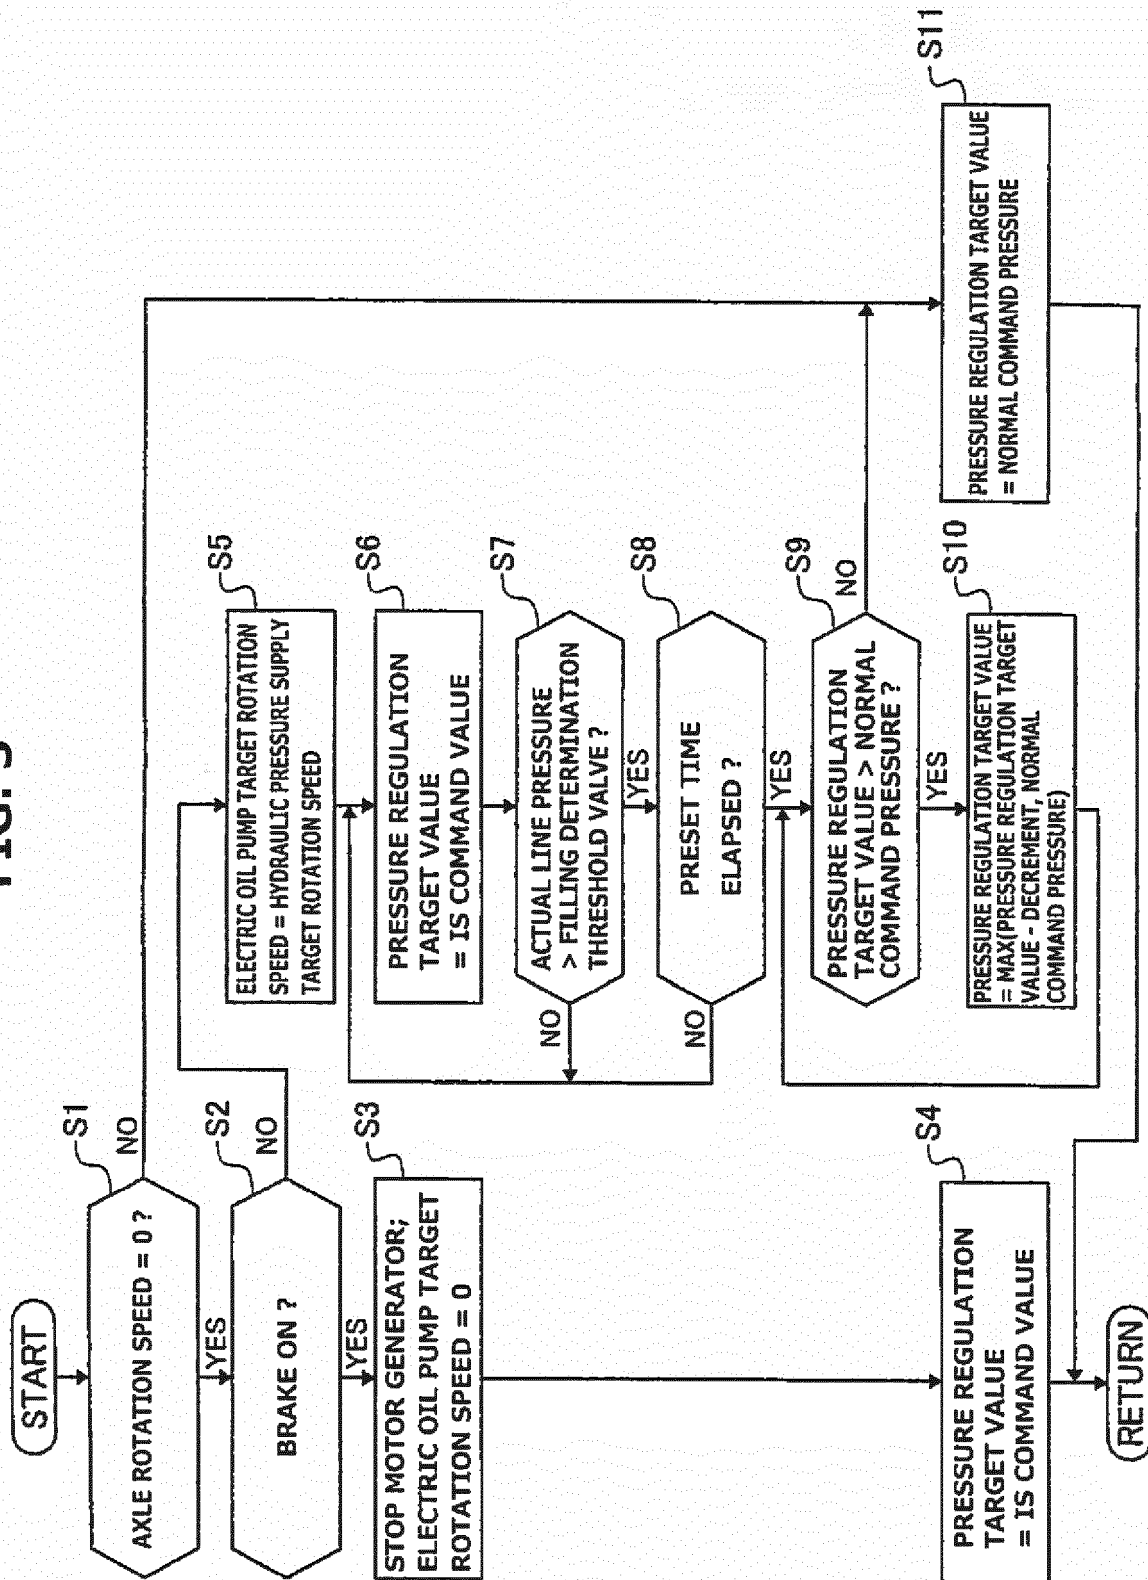 START
AXLE ROTATION SPEED = 0 ?
S1
NO
YES
BRAKE ON ?
S2
NO
YES
STOP MOTOR GENERATOR;
ELECTRIC OIL PUMP TARGET
ROTATION SPEED = 0
S3
PRESSURE REGULATION
TARGET VALUE
= IS COMMAND VALUE
S4
RETURN
ELECTRIC OIL PUMP TARGET ROTATION
SPEED = HYDRAULIC PRESSURE SUPPLY
TARGET ROTATION SPEED
S5
PRESSURE REGULATION
TARGET VALUE
= IS COMMAND VALUE
S6
ACTUAL LINE PRESSURE
> FILLING DETERMINATION
THRESHOLD VALVE ?
S7
NO
YES
PRESET TIME
ELAPSED ?
S8
NO
YES
PRESSURE REGULATION
TARGET VALUE > NORMAL
COMMAND PRESSURE ?
S9
NO
YES
PRESSURE REGULATION TARGET VALUE
= MAX(PRESSURE REGULATION TARGET
VALUE - DECREMENT, NORMAL
COMMAND PRESSURE)
S10
PRESSURE REGULATION TARGET VALUE
= NORMAL COMMAND PRESSURE
S11